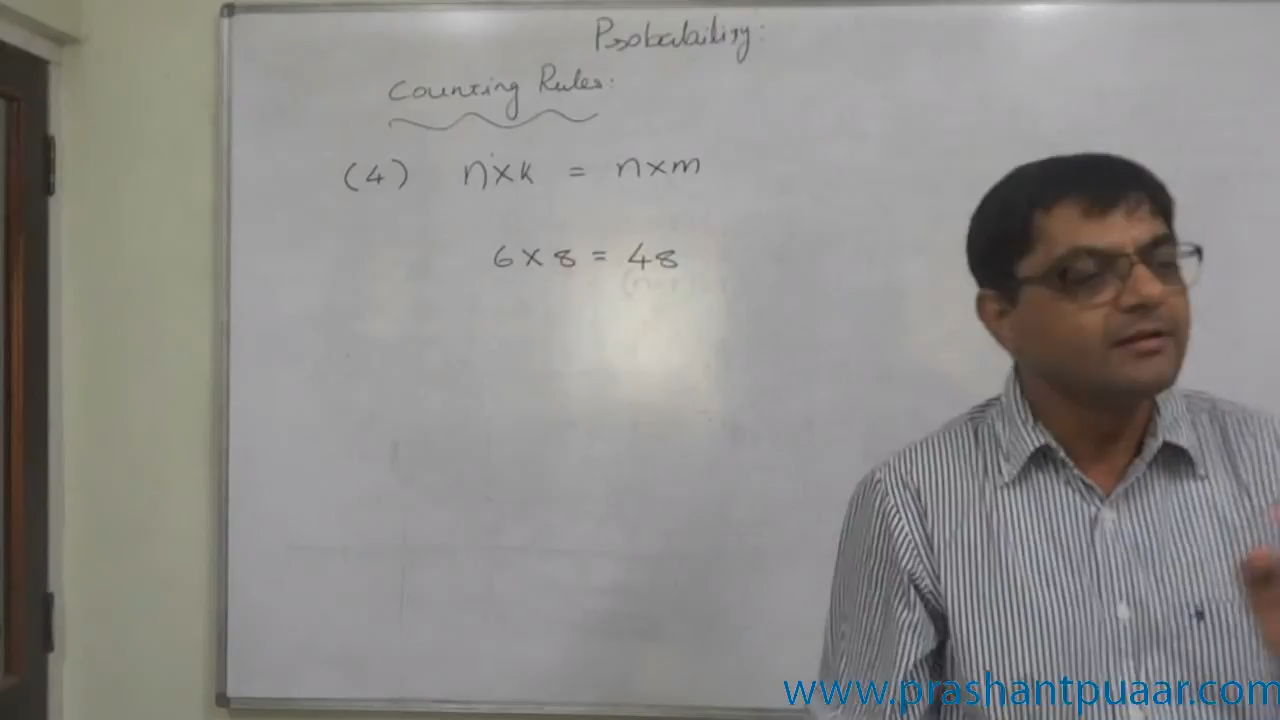 Probability:
Counting Rules:
(4) n×k = n×m
6×8 = 48
www.prashantpuaar.com